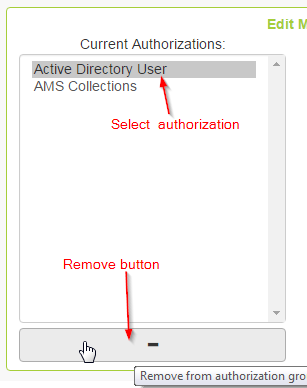 Edit M
Current Authorizations:
Active Directory User
AMS Collections
Select authorization
Remove button
Remove from authorization gro